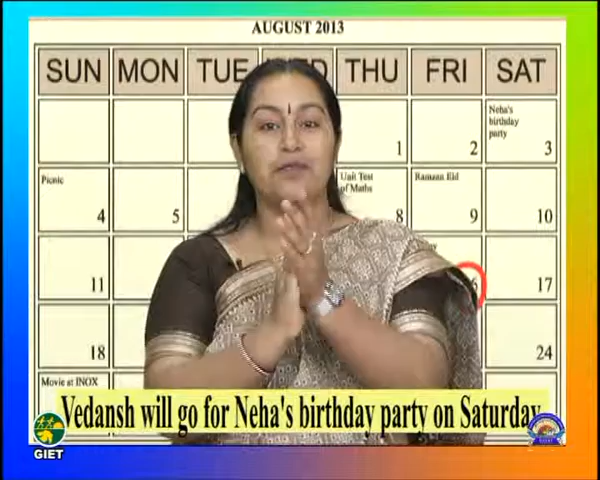 AUGUST 2013
SUN MON TUE WED THU FRI SAT
Neha's
birthday
party
1 2 3
Picnic
Unit Test
of Maths
Ramzan Eid
4 5 8 9 10
11 17
18 24
Movie at INOX
Vedansh will go for Neha's birthday party on Saturday
GIET